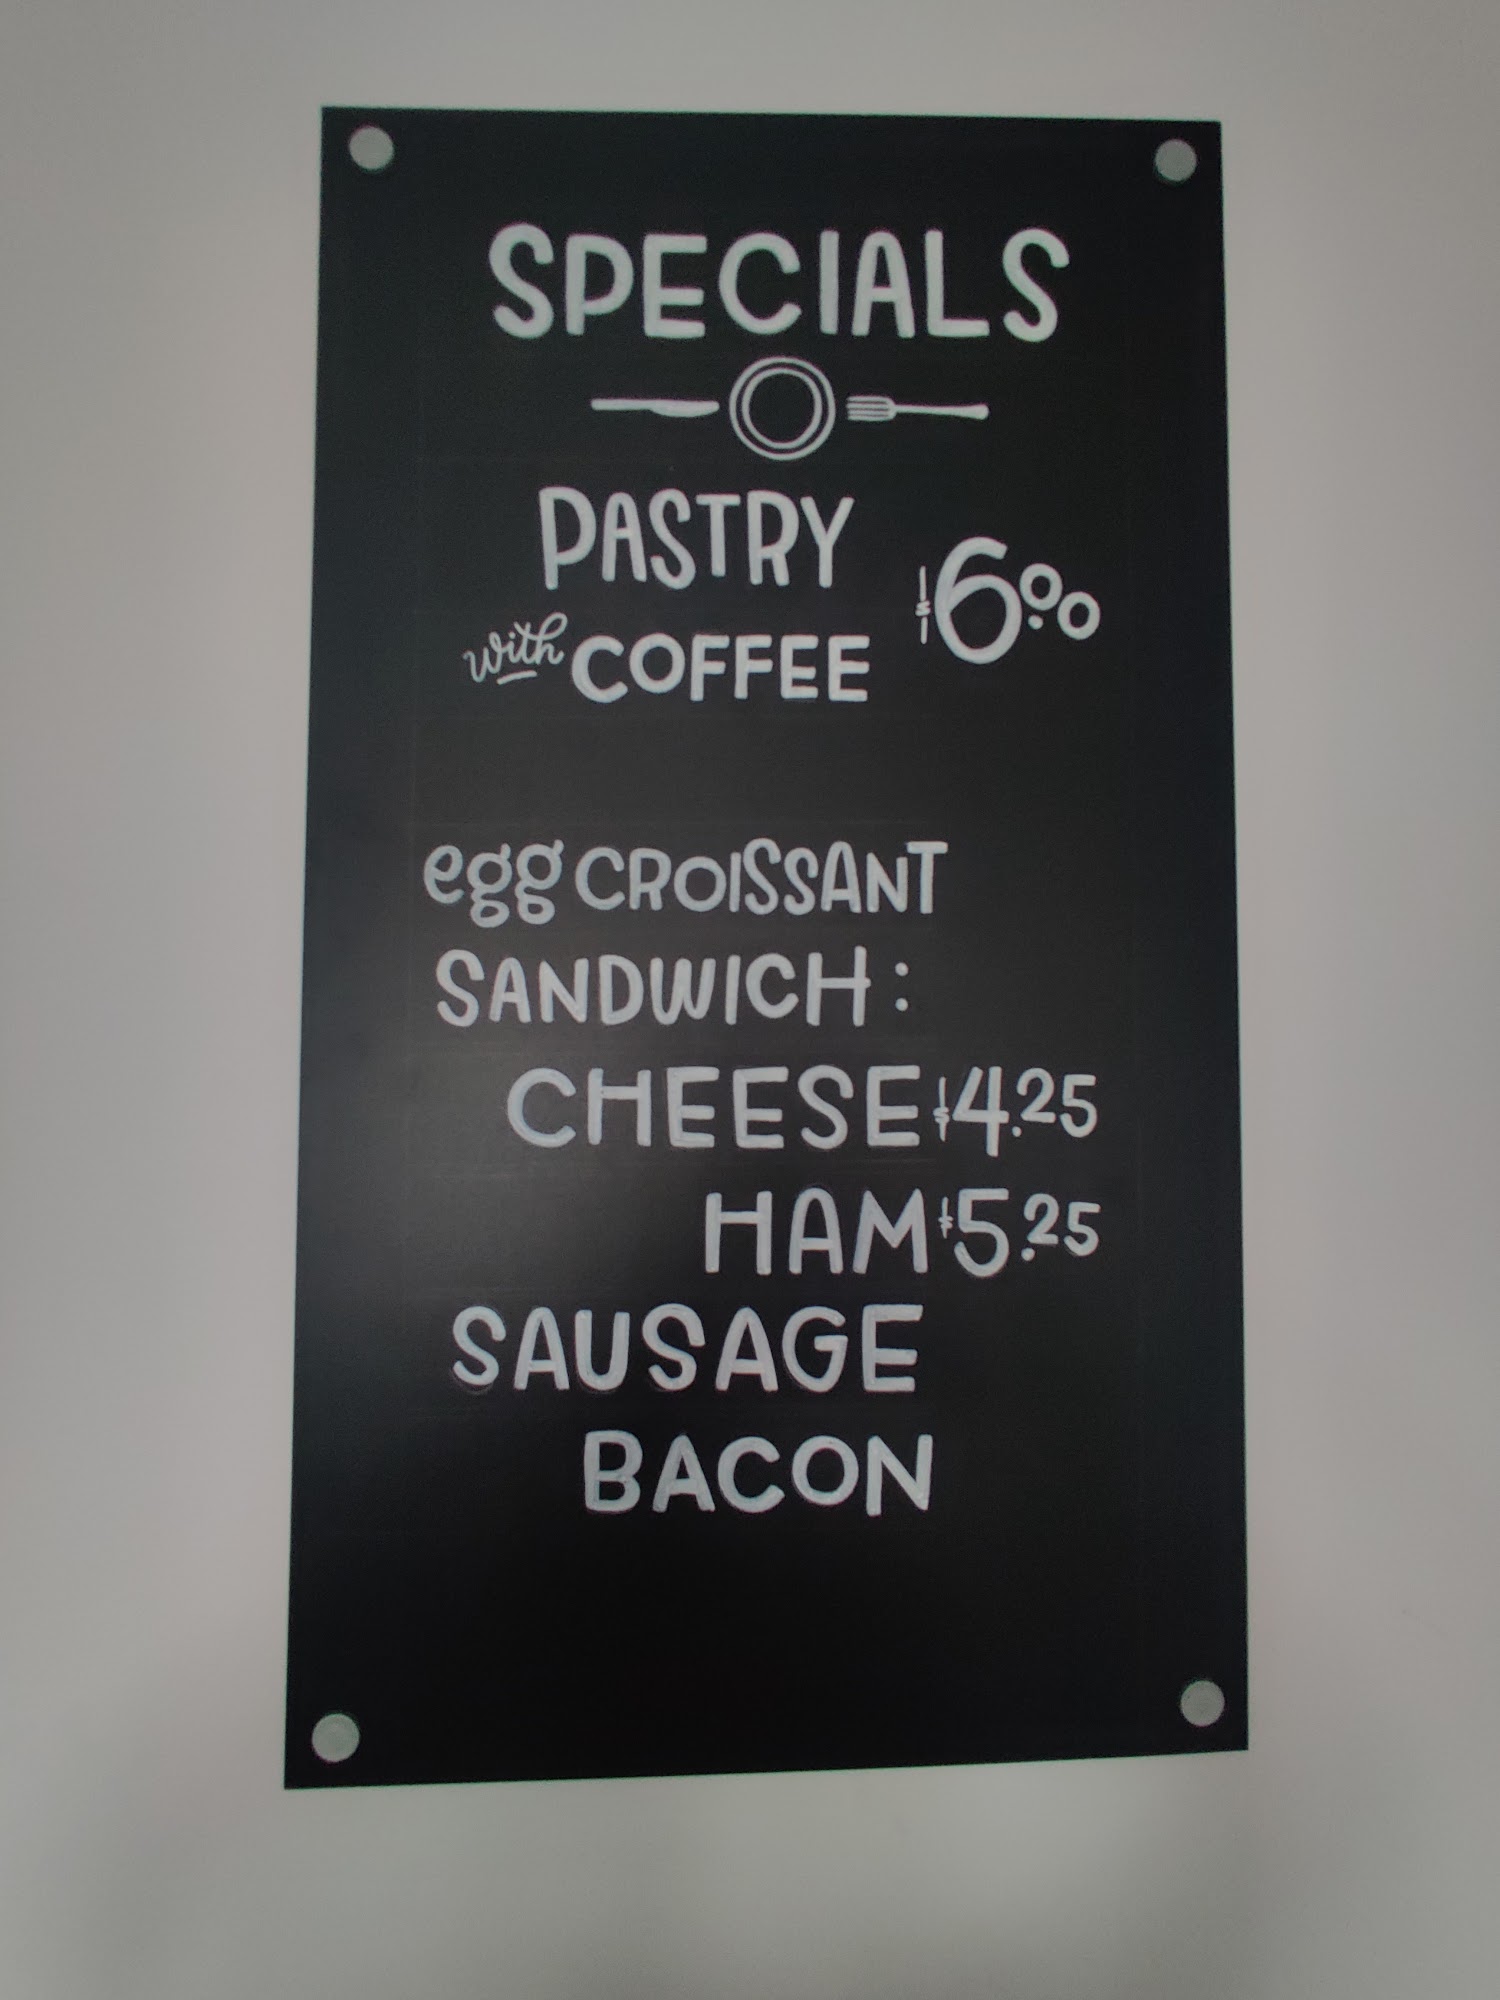 SPECIALS
PASTRY
with COFFEE $6.00
egg CROISSANT
SANDWICH:
CHEESE $4.25
HAM $5.25
SAUSAGE
BACON